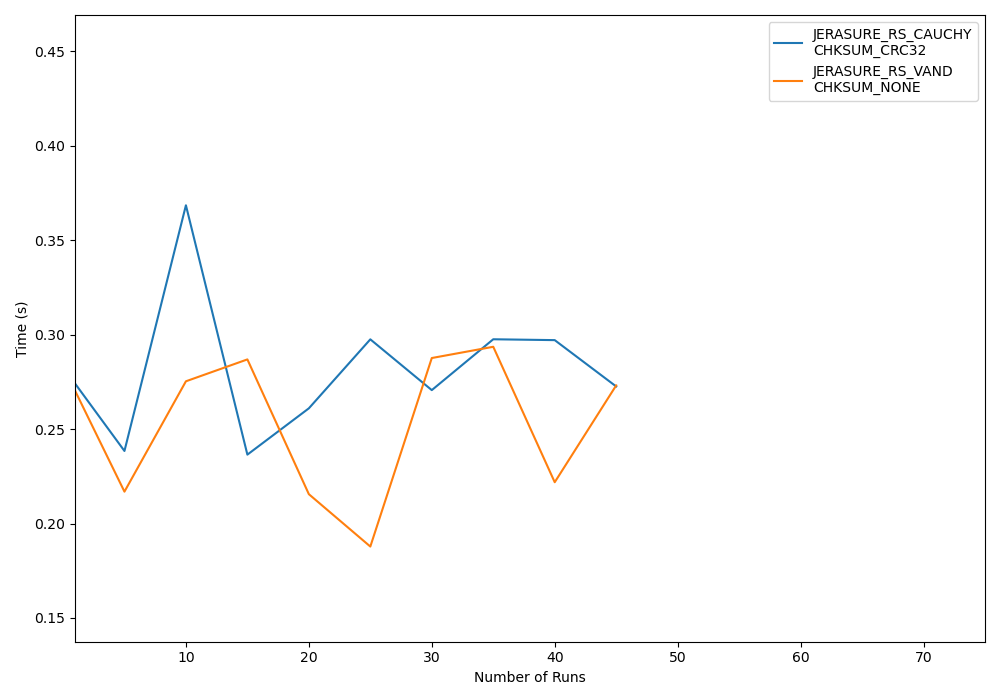 0.45
0.40
0.35
0.30
0.25
0.20
0.15
Time (s)
10 20 30 40 50 60 70
Number of Runs
JERASURE_RS_CAUCHY
CHKSUM_CRC32
JERASURE_RS_VAND
CHKSUM_NONE